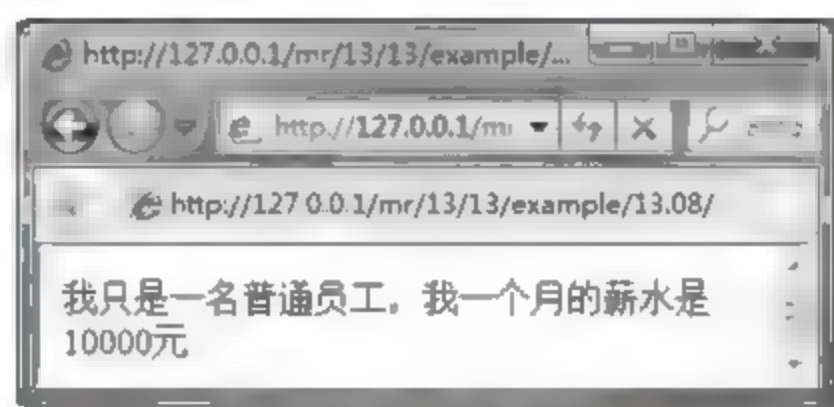 http://127.0.0.1/mr/13/13/example/...
http://127.0.0.1/m
http://127.0.0.1/mr/13/13/example/13.08/
我只是一名普通员工，我一个月的薪水是
10000元